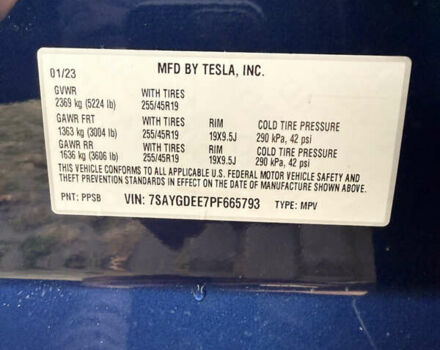 01/23 MFD BY TESLA, INC.
GVWR WITH TIRES
2369 kg (5224 lb) 255/45R19
GAWR FRT WITH TIRES RIM COLD TIRE PRESSURE
1363 kg (3004 lb) 255/45R19 19X9.5J 290 kPa, 42 psi
GAWR RR WITH TIRES RIM COLD TIRE PRESSURE
1636 kg (3606 lb) 255/45R19 19X9.5J 290 kPa, 42 psi
THIS VEHICLE CONFORMS TO ALL APPLICABLE U.S. FEDERAL MOTOR VEHICLE SAFETY AND
THEFT PREVENTION STANDARDS IN EFFECT ON THE DATE OF MANUFACTURE SHOWN ABOVE.
PNT: PPSB VIN: 7SAYGDEE7PF665793 TYPE: MPV